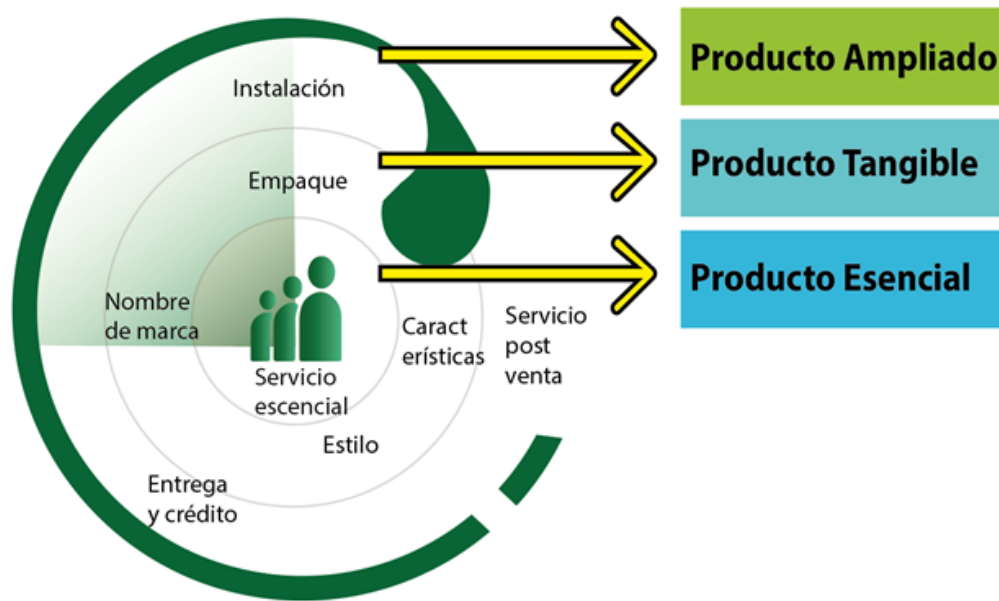 Instalación
Producto Ampliado
Empaque
Producto Tangible
Producto Esencial
Nombre
de marca
Caract
erísticas
Servicio
post
venta
Servicio
escencial
Estilo
Entrega
y crédito